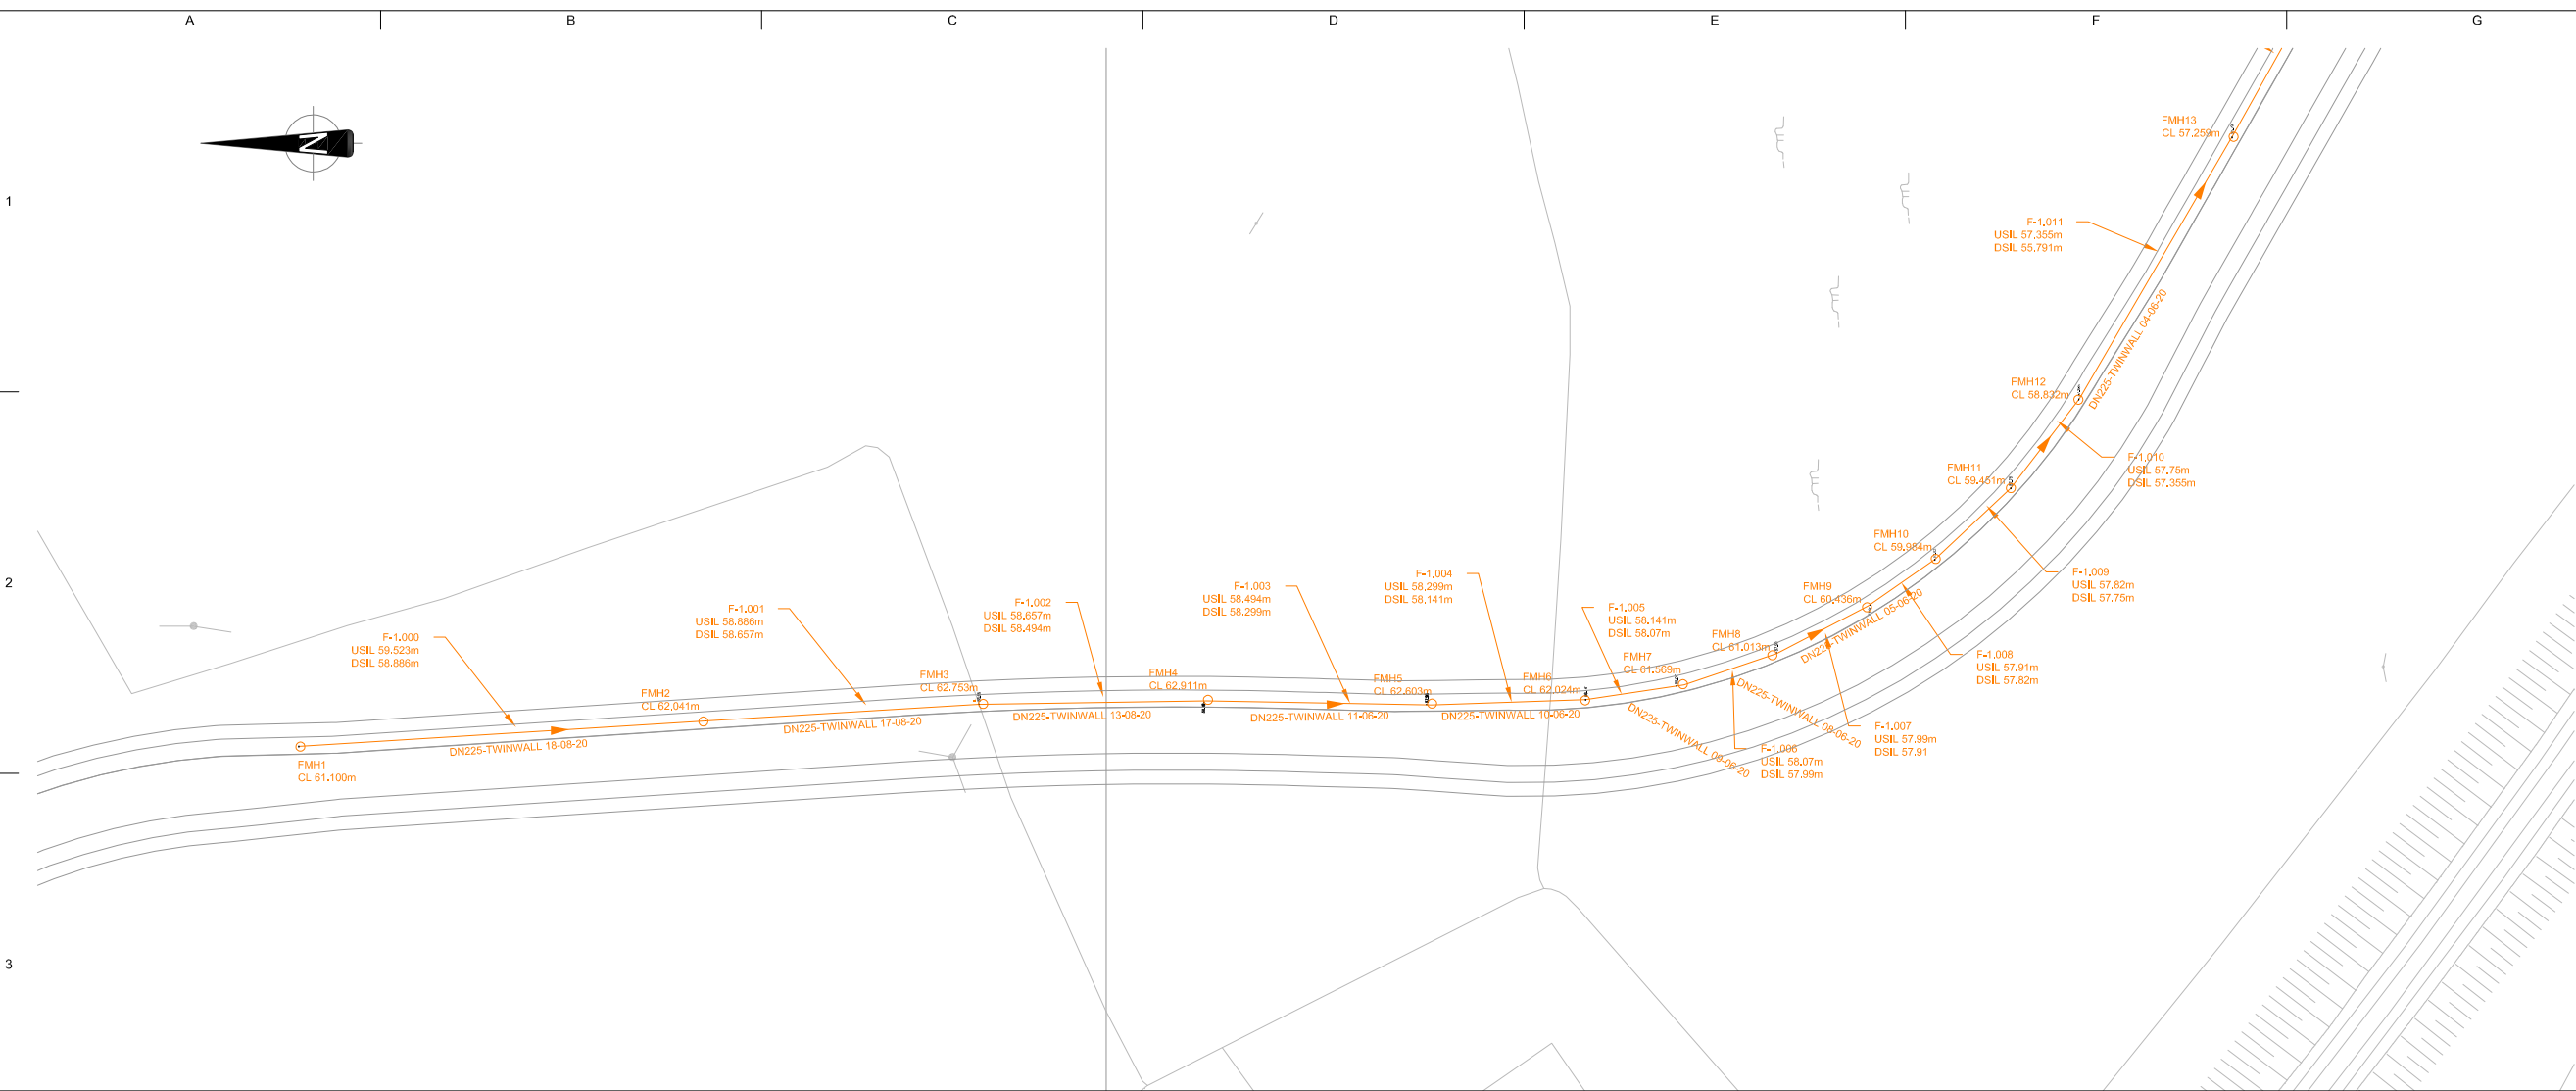 A
B
C
D
E
F
G
1
2
3
N
FMH13
CL 57.259m
F-1.011
USIL 57.355m
DSIL 55.791m
DN225-TWINWALL 04-06-20
FMH12
CL 58.832m
F-1.010
USIL 57.75m
DSIL 57.355m
FMH11
CL 59.451m
FMH10
CL 59.984m
F-1.009
USIL 57.82m
DSIL 57.75m
FMH9
CL 60.436m
DN225-TWINWALL 05-06-20
F-1.008
USIL 57.91m
DSIL 57.82m
F-1.000
USIL 59.523m
DSIL 58.886m
F-1.001
USIL 58.886m
DSIL 58.657m
F-1.002
USIL 58.657m
DSIL 58.494m
F-1.003
USIL 58.494m
DSIL 58.299m
F-1.004
USIL 58.299m
DSIL 58.141m
F-1.005
USIL 58.141m
DSIL 58.07m
FMH8
CL 61.013m
FMH7
CL 61.569m
FMH6
CL 62.024m
FMH5
CL 62.603m
FMH4
CL 62.911m
FMH3
CL 62.753m
FMH2
CL 62.041m
FMH1
CL 61.100m
DN225-TWINWALL 18-08-20
DN225-TWINWALL 17-08-20
DN225-TWINWALL 13-08-20
DN225-TWINWALL 11-06-20
DN225-TWINWALL 10-06-20
DN225-TWINWALL 08-06-20
F-1.007
USIL 57.99m
DSIL 57.91
F-1.006
USIL 58.07m
DSIL 57.99m